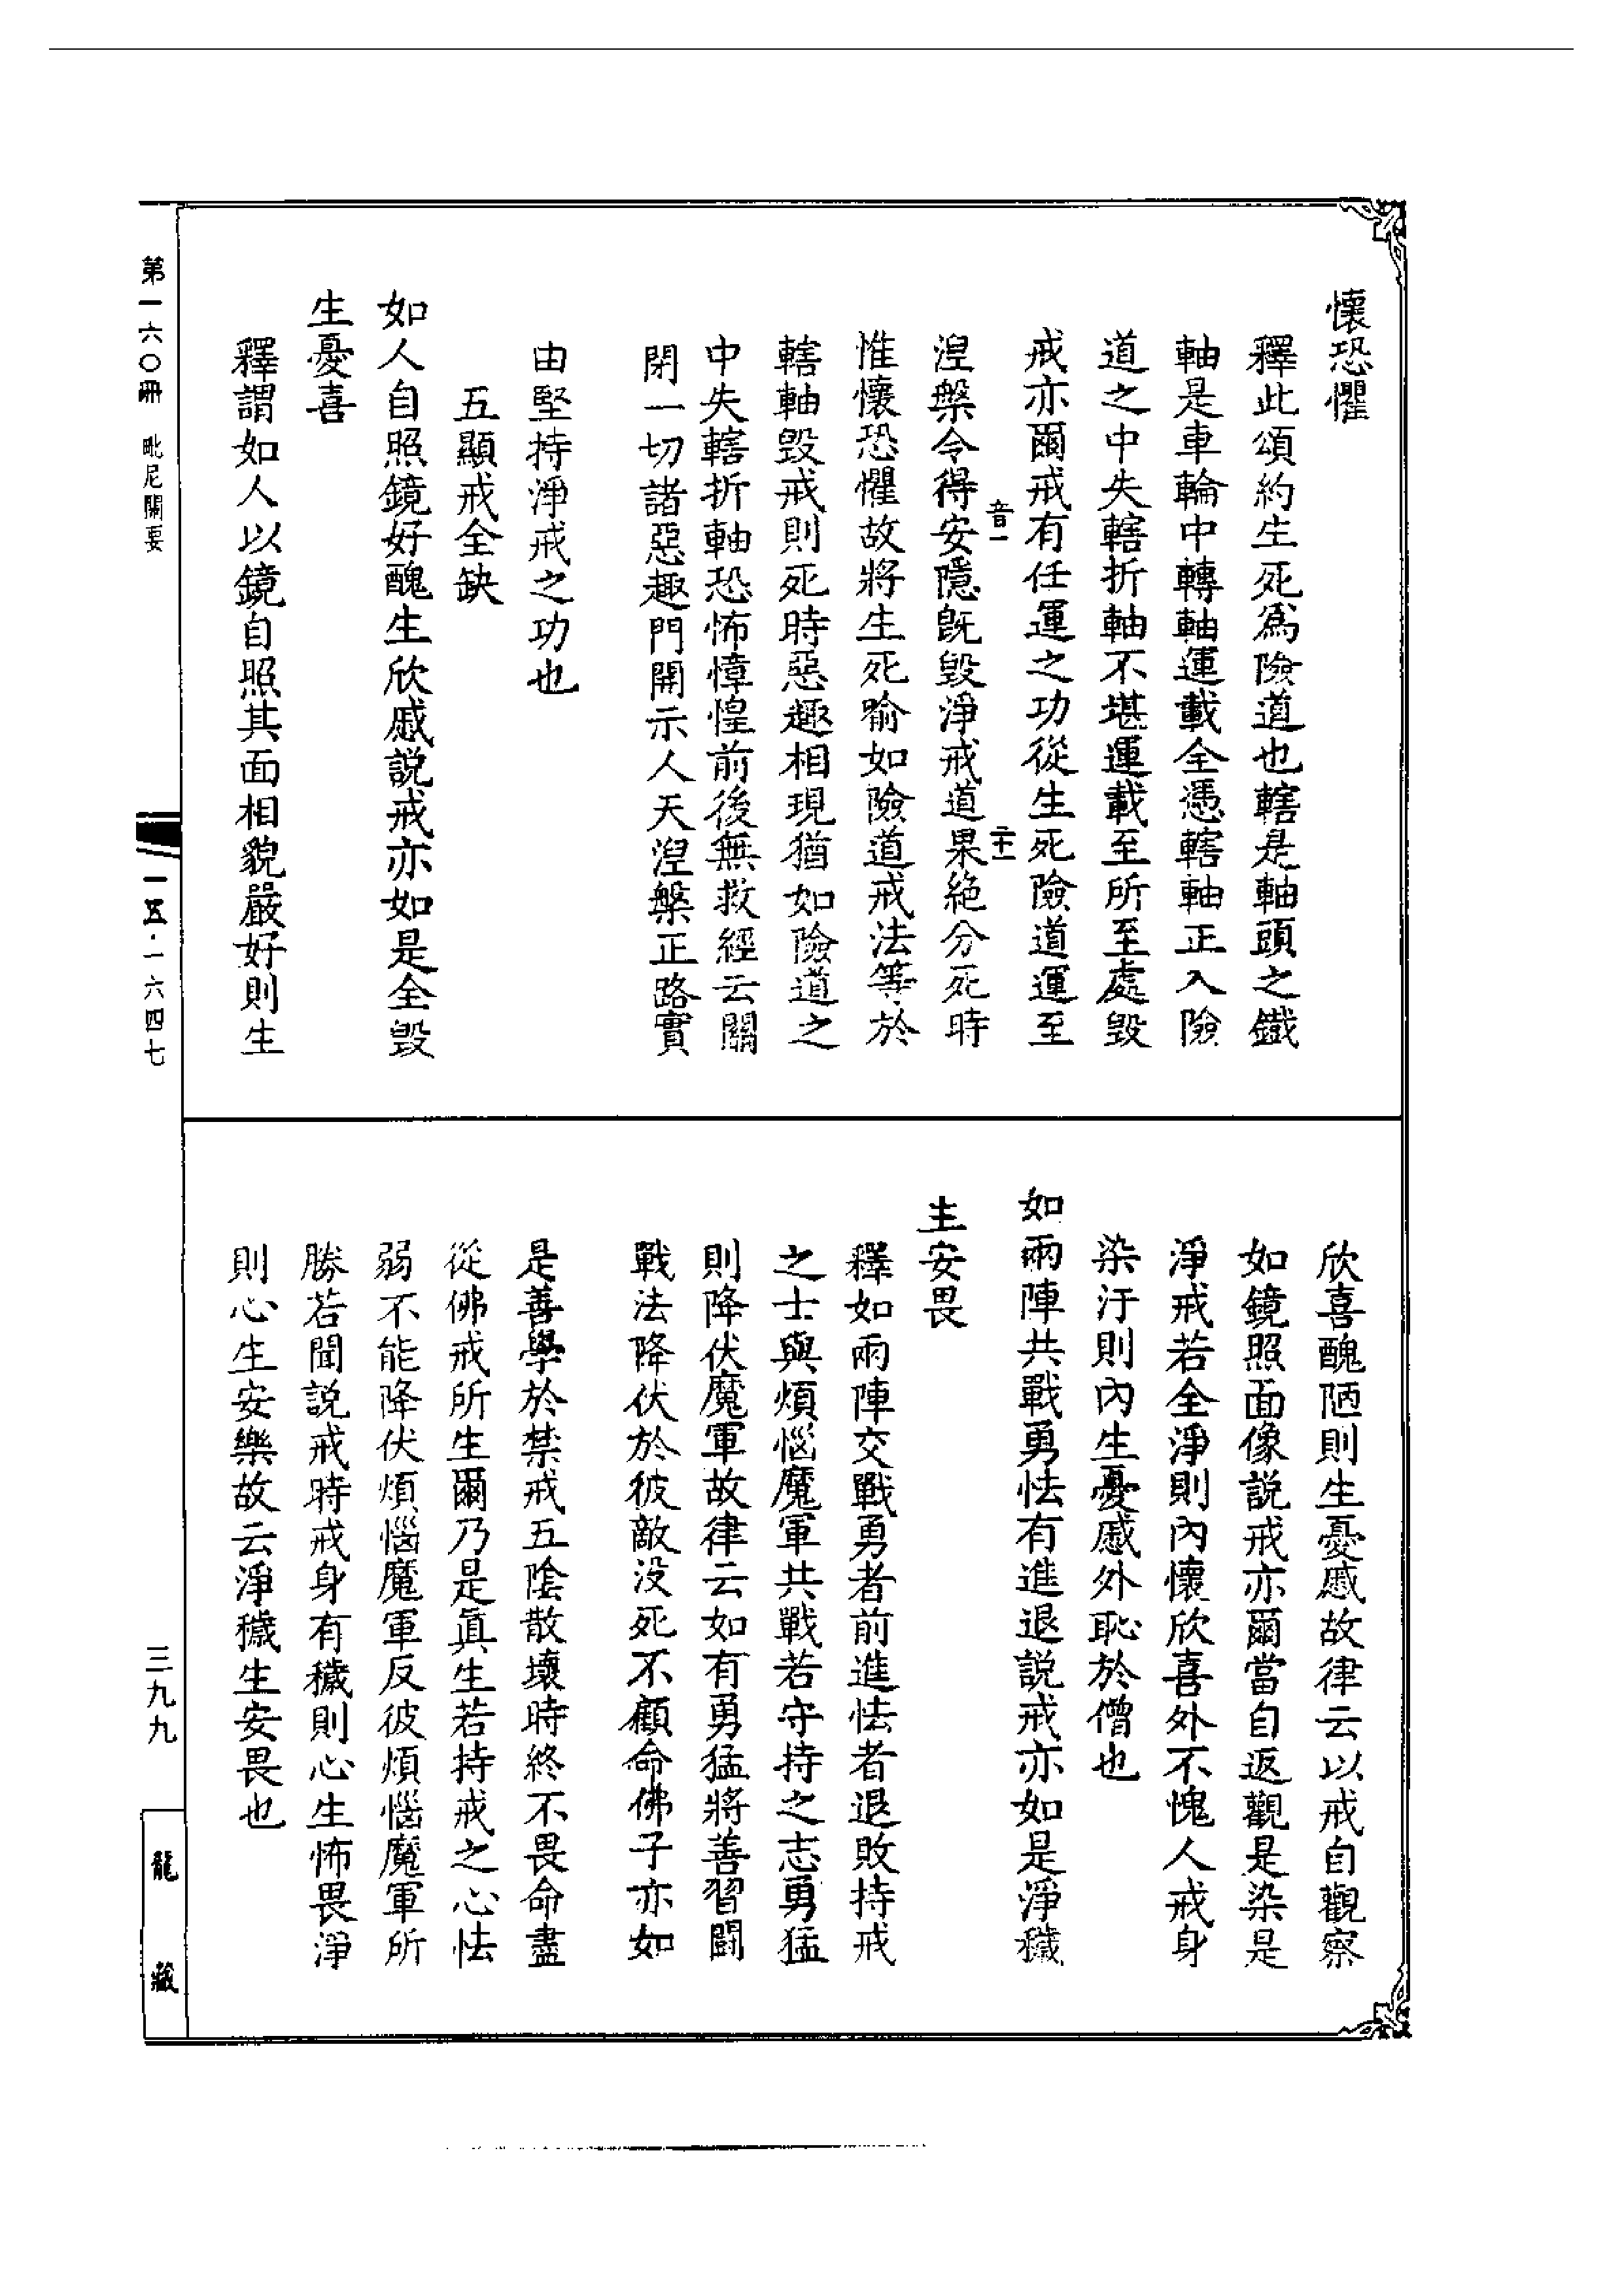 懷恐懼
釋此頌約生死爲險道也轄是軸頭之鐵
軸是車輪中轉軸運載全憑轄軸正入險
道之中失轄折軸不堪運載至所至處毀
戒亦爾戒有任運之功從生死險道運至
音一
二十一
涅槃令得安隱旣毀淨戒道果絶分死時
惟懷恐懼故將生死喻如險道戒法等於
轄軸毀戒則死時惡趣相現猶如險道之
中失轄折軸恐怖慞惶前後無救經云關
閉一切諸惡趣門開示人天涅槃正路實
由堅持淨戒之功也
五顯戒全缺
如人自照鏡好醜生欣慼說戒亦如是全毀
生憂喜
釋謂如人以鏡自照其面相貌嚴好則生
欣喜醜陋則生憂慼故律云以戒自觀察
如鏡照面像說戒亦爾當自返觀是染是
淨戒若全淨則內懷欣喜外不愧人戒身
染汙則內生憂慼外恥於僧也
如兩陣共戰勇怯有進退說戒亦如是淨穢
生安畏
釋如兩陣交戰勇者前進怯者退敗持戒
之士與煩惱魔軍共戰若守持之志勇猛
則降伏魔軍故律云如有勇猛將善習鬪
戰法降伏於彼敵没死不顧命佛子亦如
是善學於禁戒五陰散壞時終不畏命盡
從佛戒所生爾乃是眞生若持戒之心怯
弱不能降伏煩惱魔軍反彼煩惱魔軍所
勝若聞說戒時戒身有穢則心生怖畏淨
則心生安樂故云淨穢生安畏也
第一六〇冊 毗尼關要
一五·一六四七
三九九
龍藏